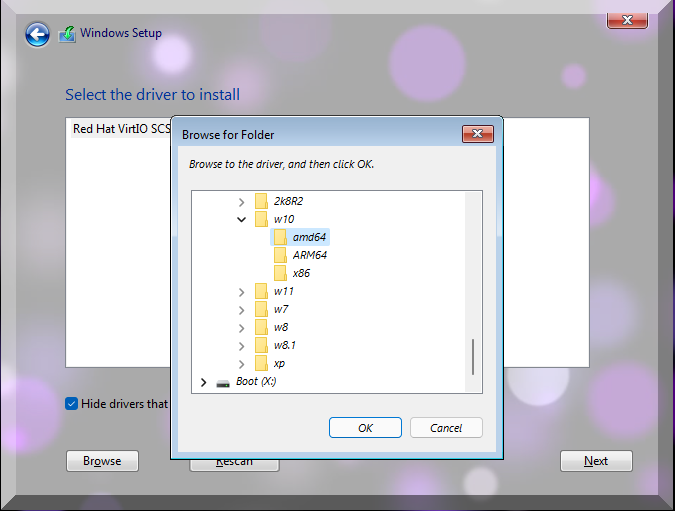 Windows Setup
Select the driver to install
Red Hat VirtIO SCS
Browse for Folder
Browse to the driver, and then click OK.
2k8R2
w10
amd64
ARM64
x86
w11
w7
w8
w8.1
xp
Boot (X:)
OK
Cancel
Hide drivers that
Browse
Rescan
Next